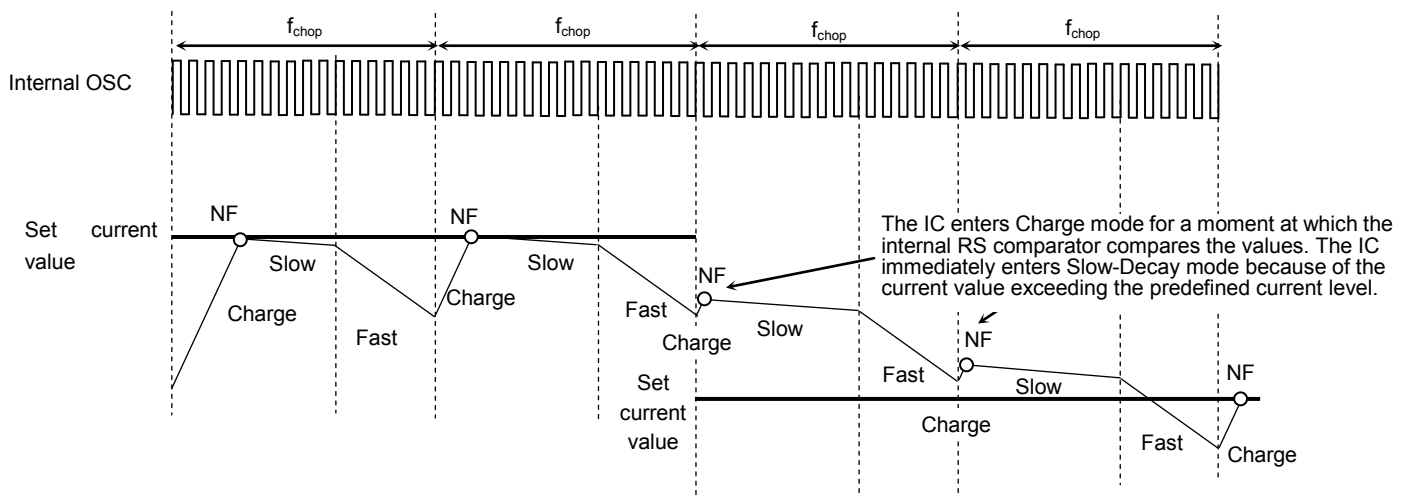 fchop fchop fchop fchop
Internal OSC
Set current
value
NF
Slow
Charge
Fast
NF
Slow
Charge
Fast
The IC enters Charge mode for a moment at which the
internal RS comparator compares the values. The IC
immediately enters Slow-Decay mode because of the
current value exceeding the predefined current level.
NF
Slow
Charge
Fast
NF
Slow
Charge
Fast
NF
Charge
Set
current
value